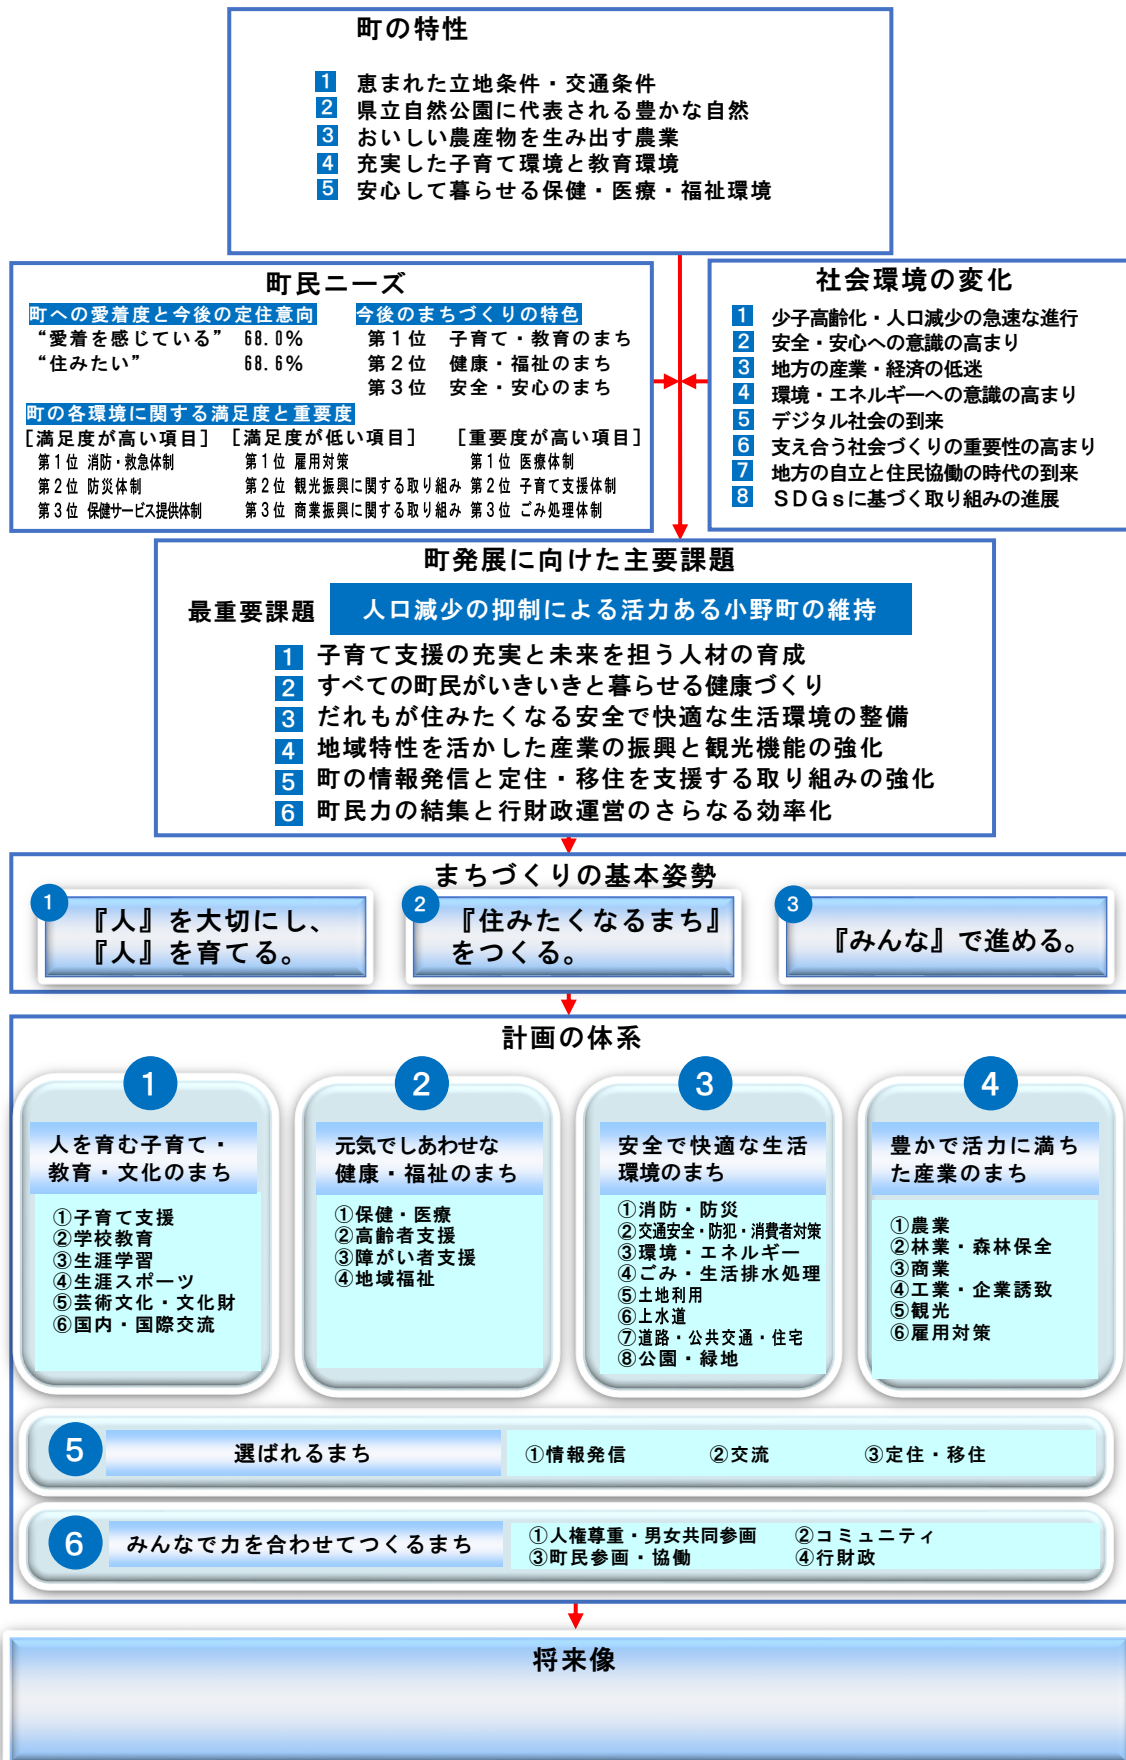 町の特性
1 恵まれた立地条件・交通条件
2 県立自然公園に代表される豊かな自然
3 おいしい農産物を生み出す農業
4 充実した子育て環境と教育環境
5 安心して暮らせる保健・医療・福祉環境
町民ニーズ
町への愛着度と今後の定住意向
“愛着を感じている” 68.0%
“住みたい” 68.6%
今後のまちづくりの特色
第1位 子育て・教育のまち
第2位 健康・福祉のまち
第3位 安全・安心のまち
町の各環境に関する満足度と重要度
[満足度が高い項目]
第1位 消防・救急体制
第2位 防災体制
第3位 保健サービス提供体制
[満足度が低い項目]
第1位 雇用対策
第2位 観光振興に関する取り組み
第3位 商業振興に関する取り組み
[重要度が高い項目]
第1位 医療体制
第2位 子育て支援体制
第3位 ごみ処理体制
社会環境の変化
1 少子高齢化・人口減少の急速な進行
2 安全・安心への意識の高まり
3 地方の産業・経済の低迷
4 環境・エネルギーへの意識の高まり
5 デジタル社会の到来
6 支え合う社会づくりの重要性の高まり
7 地方の自立と住民協働の時代の到来
8 SDGsに基づく取り組みの進展
町発展に向けた主要課題
最重要課題 人口減少の抑制による活力ある小野町の維持
1 子育て支援の充実と未来を担う人材の育成
2 すべての町民がいきいきと暮らせる健康づくり
3 だれもが住みたくなる安全で快適な生活環境の整備
4 地域特性を活かした産業の振興と観光機能の強化
5 町の情報発信と定住・移住を支援する取り組みの強化
6 町民力の結集と行財政運営のさらなる効率化
まちづくりの基本姿勢
1
『人』を大切にし、
『人』を育てる。
2
『住みたくなるまち』
をつくる。
3
『みんな』で進める。
計画の体系
1
人を育む子育て・
教育・文化のまち
①子育て支援
②学校教育
③生涯学習
④生涯スポーツ
⑤芸術文化・文化財
⑥国内・国際交流
2
元気でしあわせな
健康・福祉のまち
①保健・医療
②高齢者支援
③障がい者支援
④地域福祉
3
安全で快適な生活
環境のまち
①消防・防災
②交通安全・防犯・消費者対策
③環境・エネルギー
④ごみ・生活排水処理
⑤土地利用
⑥上水道
⑦道路・公共交通・住宅
⑧公園・緑地
4
豊かで活力に満ち
た産業のまち
①農業
②林業・森林保全
③商業
④工業・企業誘致
⑤観光
⑥雇用対策
5 選ばれるまち ①情報発信 ②交流 ③定住・移住
6 みんなで力を合わせてつくるまち
①人権尊重・男女共同参画 ②コミュニティ
③町民参画・協働 ④行財政
将来像